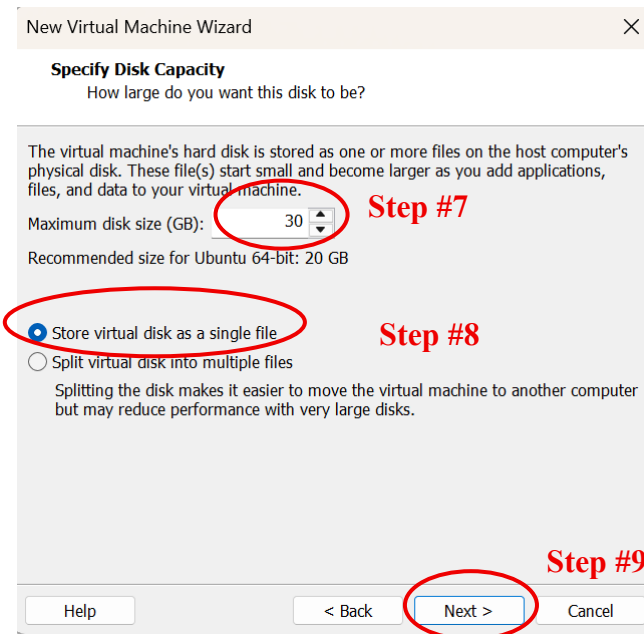 New Virtual Machine Wizard
Specify Disk Capacity
How large do you want this disk to be?
The virtual machine's hard disk is stored as one or more files on the host computer's
physical disk. These file(s) start small and become larger as you add applications,
files, and data to your virtual machine.
Step #7
Maximum disk size (GB): 30
Recommended size for Ubuntu 64-bit: 20 GB
Store virtual disk as a single file
Step #8
Split virtual disk into multiple files
Splitting the disk makes it easier to move the virtual machine to another computer
but may reduce performance with very large disks.
Step #9
Help < Back Next > Cancel